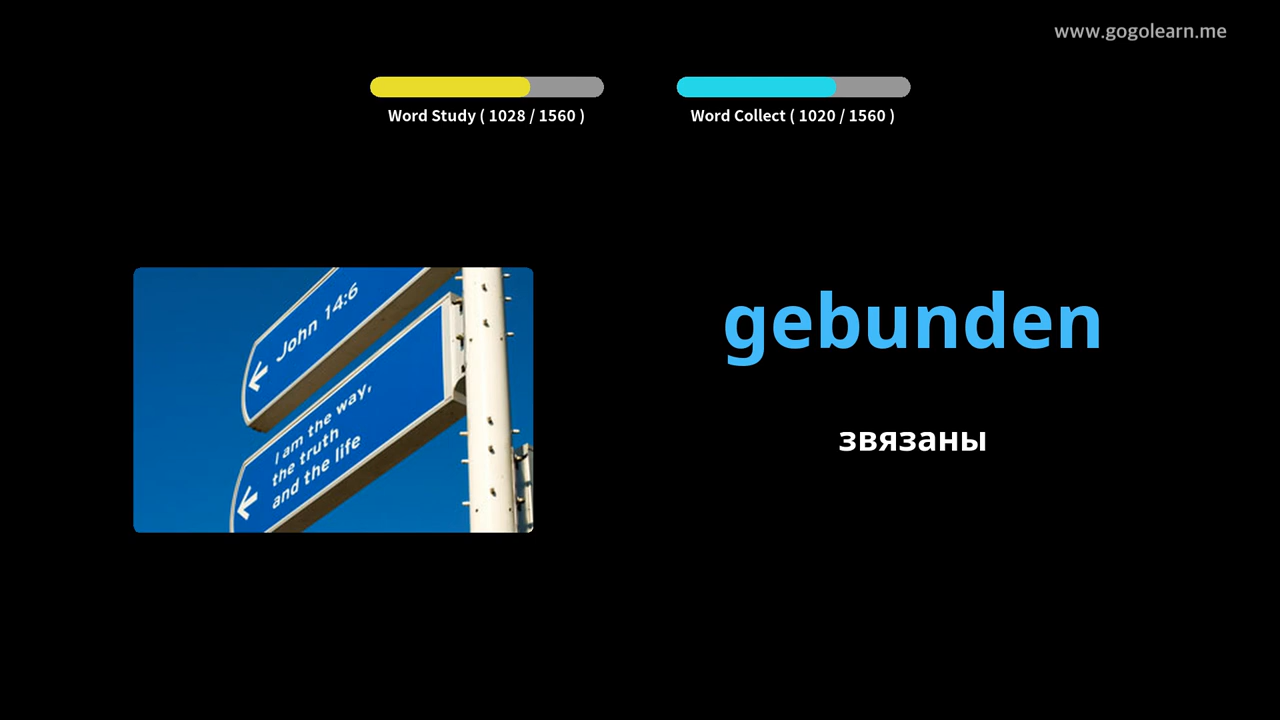 www.gogolearn.me
Word Study ( 1028 / 1560 )
Word Collect ( 1020 / 1560 )
John 14:6
I am the way,
the truth
and the life
gebunden
звязаны